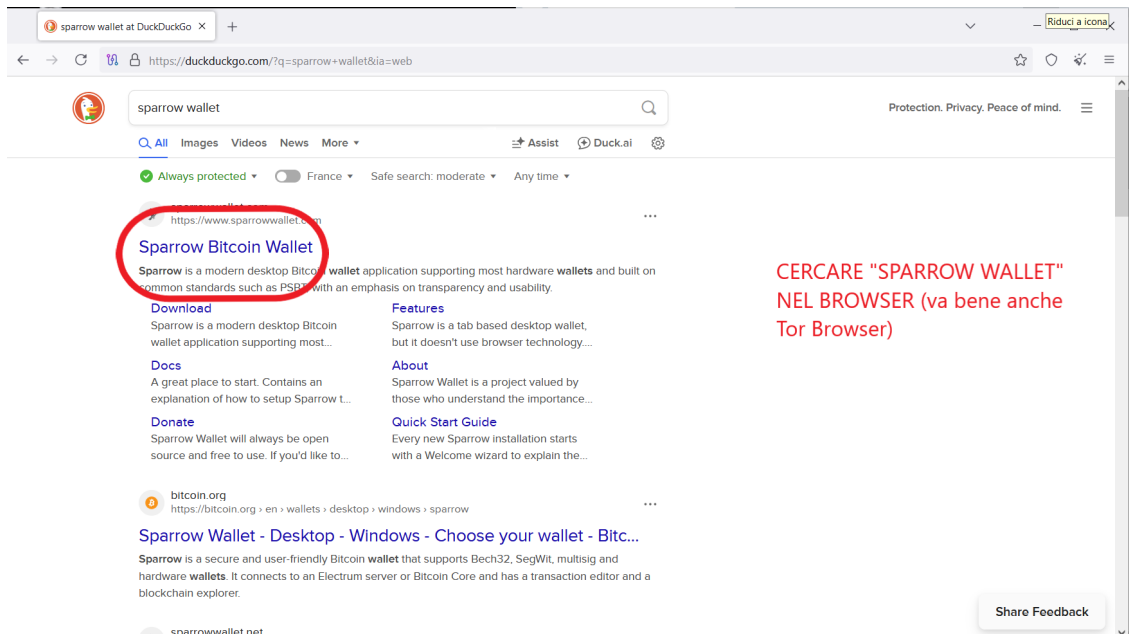 sparrow wallet at DuckDuckGo
Riduci a icona
https://duckduckgo.com/?q=sparrow+wallet&ia=web
sparrow wallet
Protection. Privacy. Peace of mind.
All Images Videos News More Assist Duck.ai
Always protected France Safe search: moderate Any time
sparrowwallet.com
https://www.sparrowwallet.com
Sparrow Bitcoin Wallet
Sparrow is a modern desktop Bitcoin wallet application supporting most hardware wallets and built on
common standards such as PSBT, with an emphasis on transparency and usability.
Download
Sparrow is a modern desktop Bitcoin
wallet application supporting most...
Features
Sparrow is a tab based desktop wallet,
but it doesn't use browser technology....
Docs
A great place to start. Contains an
explanation of how to setup Sparrow t...
About
Sparrow Wallet is a project valued by
those who understand the importance...
Donate
Sparrow Wallet will always be open
source and free to use. If you'd like to...
Quick Start Guide
Every new Sparrow installation starts
with a Welcome wizard to explain the...
CERCARE "SPARROW WALLET"
NEL BROWSER (va bene anche
Tor Browser)
bitcoin.org
https://bitcoin.org › en › wallets › desktop › windows › sparrow
Sparrow Wallet - Desktop - Windows - Choose your wallet - Bitc...
Sparrow is a secure and user-friendly Bitcoin wallet that supports Bech32, SegWit, multisig and
hardware wallets. It connects to an Electrum server or Bitcoin Core and has a transaction editor and a
blockchain explorer.
Share Feedback
sparrowwallet.net